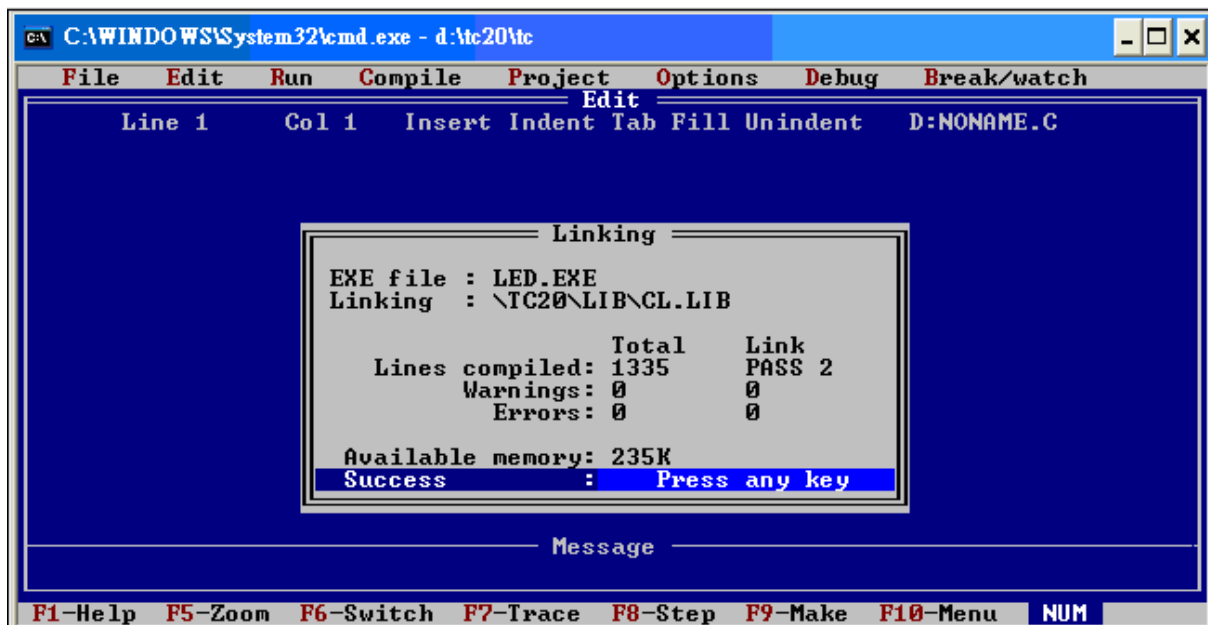 C:\WINDOWS\System32\cmd.exe - d:\tc20\tc
File Edit Run Compile Project Options Debug Break/watch
Edit
Line 1 Col 1 Insert Indent Tab Fill Unindent D:NONAME.C
Linking
EXE file : LED.EXE
Linking : \TC20\LIB\CL.LIB
Total Link
Lines compiled: 1335 PASS 2
Warnings: 0 0
Errors: 0 0
Available memory: 235K
Success : Press any key
Message
F1-Help F5-Zoom F6-Switch F7-Trace F8-Step F9-Make F10-Menu NUM